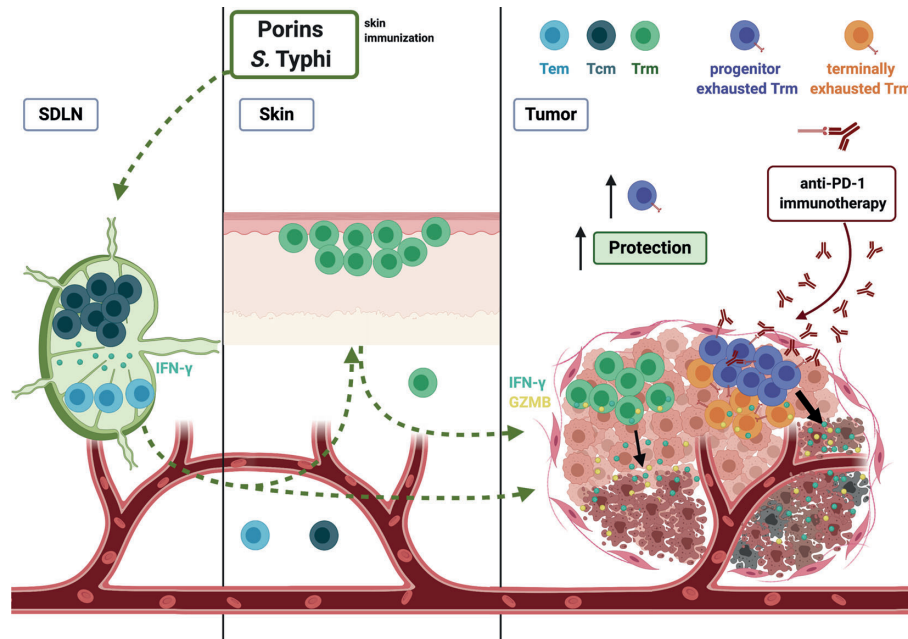 Porins
S. Typhi
skin
immunization
Tem
Tcm
Trm
progenitor
exhausted Trm
terminally
exhausted Trm
SDLN
Skin
Tumor
anti-PD-1
immunotherapy
Protection
IFN-γ
IFN-γ
GZMB